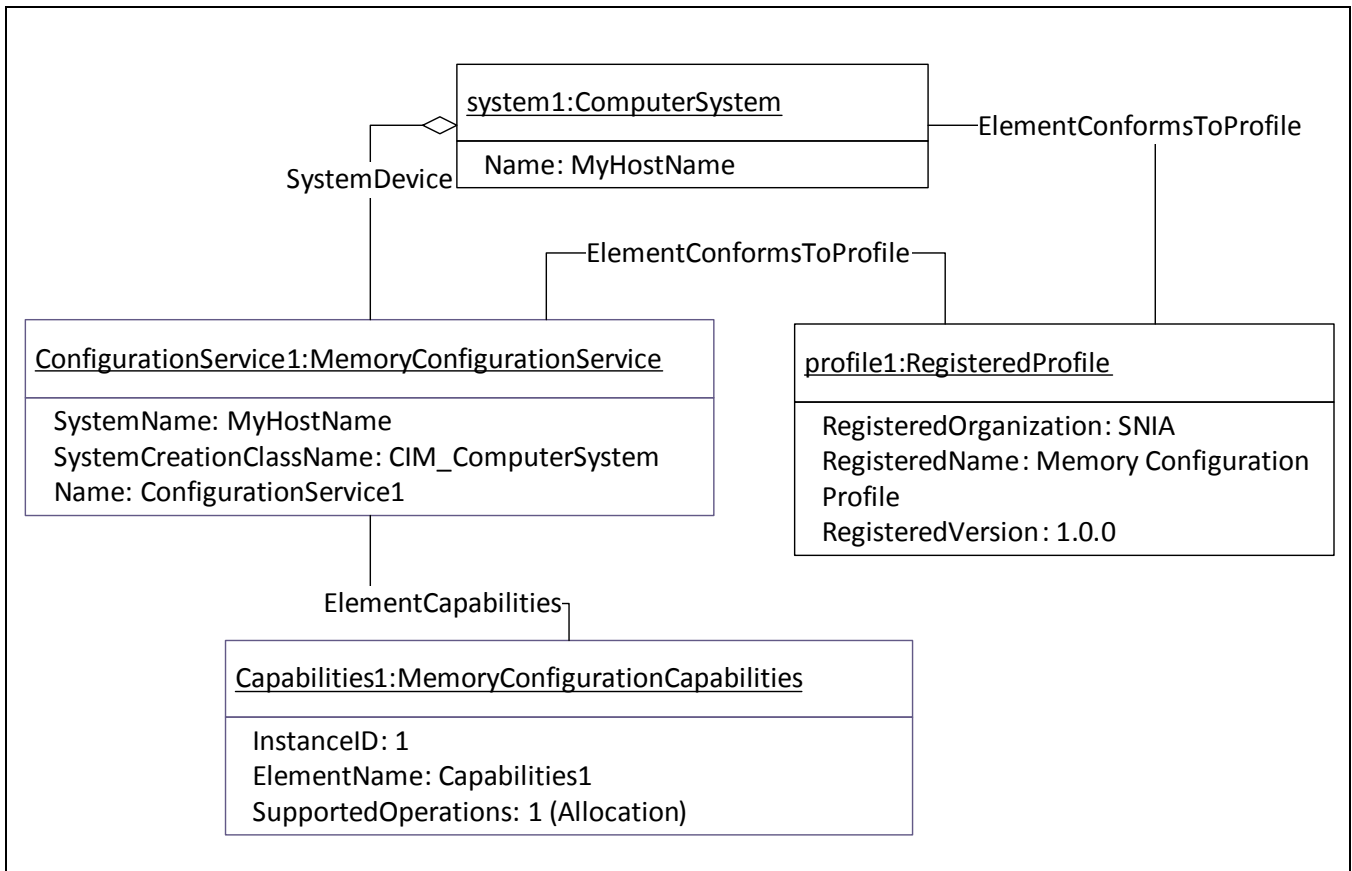 system1:ComputerSystem
ElementConformsToProfile
Name: MyHostName
SystemDevice
ElementConformsToProfile
ConfigurationService1:MemoryConfigurationService
SystemName: MyHostName
SystemCreationClassName: CIM_ComputerSystem
Name: ConfigurationService1
profile1:RegisteredProfile
RegisteredOrganization: SNIA
RegisteredName: Memory Configuration
Profile
RegisteredVersion: 1.0.0
ElementCapabilities
Capabilities1:MemoryConfigurationCapabilities
InstanceID: 1
ElementName: Capabilities1
SupportedOperations: 1 (Allocation)